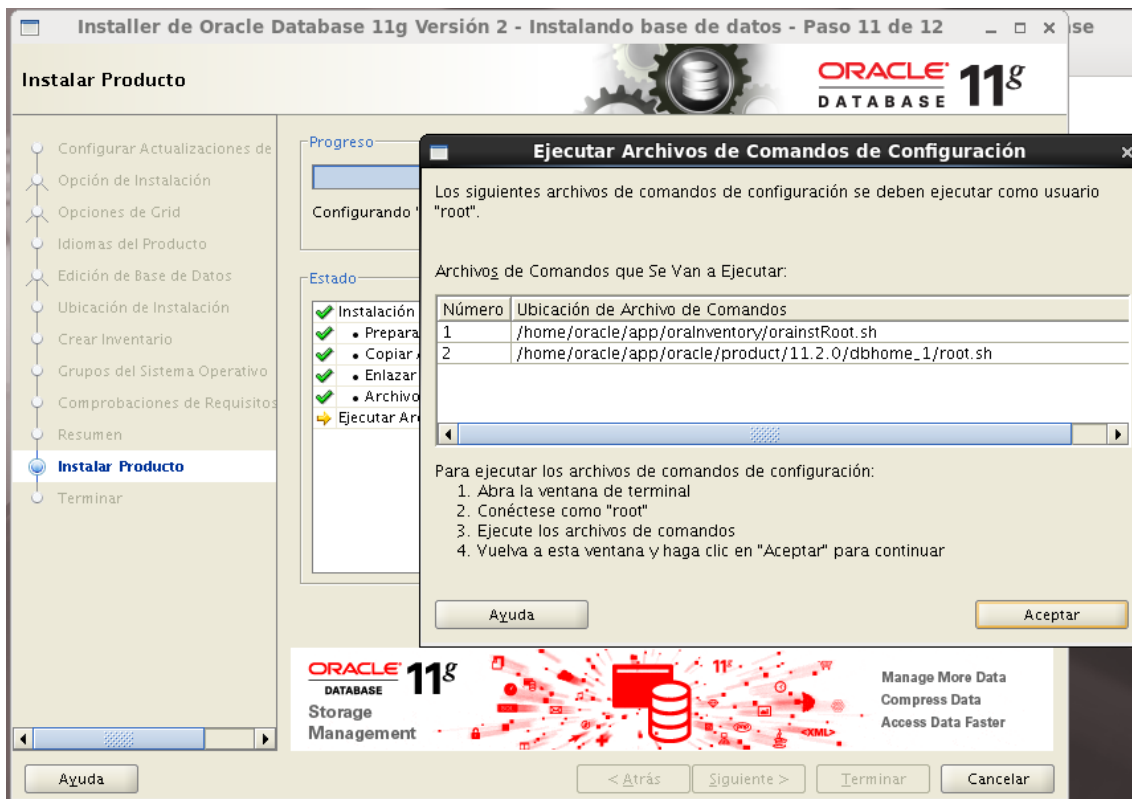 Installer de Oracle Database 11g Versión 2 - Instalando base de datos - Paso 11 de 12
Instalar Producto
ORACLE 11g
DATABASE
Configurar Actualizaciones de
Opción de Instalación
Opciones de Grid
Idiomas del Producto
Edición de Base de Datos
Ubicación de Instalación
Crear Inventario
Grupos del Sistema Operativo
Comprobaciones de Requisitos
Resumen
Instalar Producto
Terminar
Progreso
Configurando
Estado
Instalación
• Prepara
• Copiar
• Enlazar
• Archivo
Ejecutar
Ejecutar Archivos de Comandos de Configuración
Los siguientes archivos de comandos de configuración se deben ejecutar como usuario
"root".
Archivos de Comandos que Se Van a Ejecutar:
Número Ubicación de Archivo de Comandos
1 /home/oracle/app/oraInventory/orainstRoot.sh
2 /home/oracle/app/oracle/product/11.2.0/dbhome_1/root.sh
Para ejecutar los archivos de comandos de configuración:
1. Abra la ventana de terminal
2. Conéctese como "root"
3. Ejecute los archivos de comandos
4. Vuelva a esta ventana y haga clic en "Aceptar" para continuar
Ayuda Aceptar
ORACLE 11g
DATABASE
Storage
Management
11g
<XML>
Manage More Data
Compress Data
Access Data Faster
Ayuda < Atrás Siguiente > Terminar Cancelar